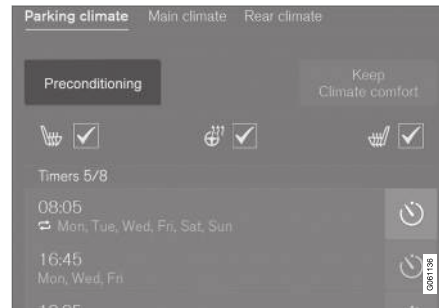 Parking climate Main climate Rear climate
Preconditioning
Keep
Climate comfort
Timers 5/8
08:05
Mon, Tue, Wed, Fri, Sat, Sun
16:45
Mon, Wed, Fri
G061136